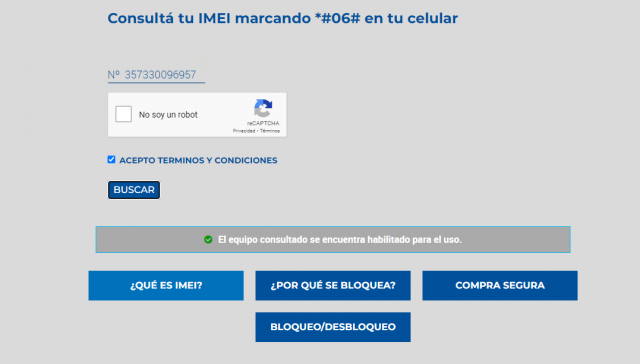 Consultá tu IMEI marcando *#06# en tu celular
Nº 357330096957
No soy un robot
reCAPTCHA
Privacidad - Términos
ACEPTO TERMINOS Y CONDICIONES
BUSCAR
El equipo consultado se encuentra habilitado para el uso.
¿QUÉ ES IMEI?
¿POR QUÉ SE BLOQUEA?
COMPRA SEGURA
BLOQUEO/DESBLOQUEO